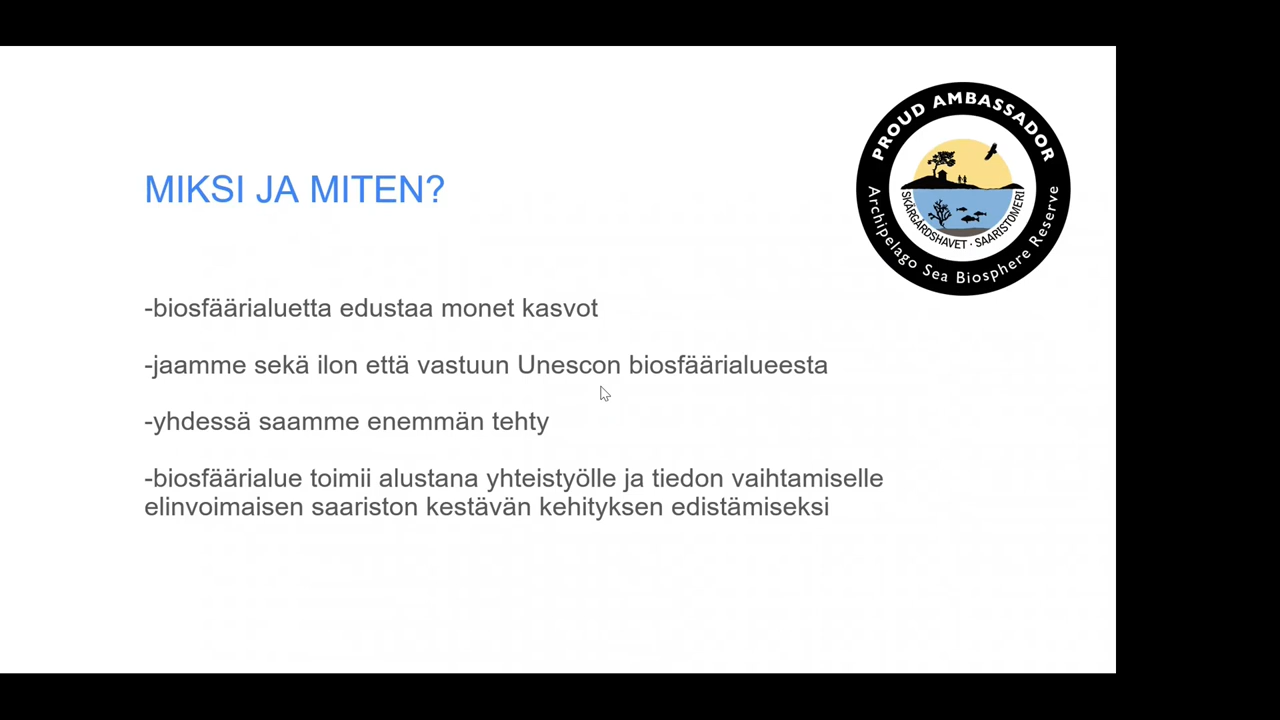 PROUD AMBASSADOR
SKÄRGÅRDSHAVET · SAARISTOMERI
Archipelago Sea Biosphere Reserve
MIKSI JA MITEN?
-biosfäärialuetta edustaa monet kasvot
-jaamme sekä ilon että vastuun Unescon biosfäärialueesta
-yhdessä saamme enemmän tehty
-biosfäärialue toimii alustana yhteistyölle ja tiedon vaihtamiselle
elinvoimaisen saariston kestävän kehityksen edistämiseksi